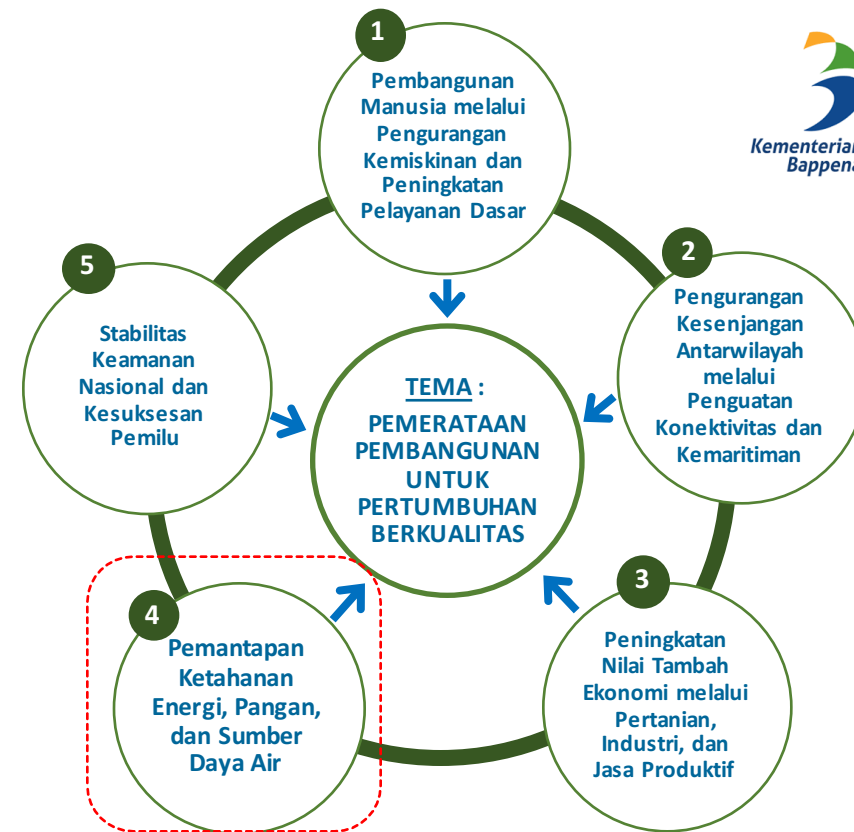 1
Pembangunan
Manusia melalui
Pengurangan
Kemiskinan dan
Peningkatan
Pelayanan Dasar
Kementerian
2
Pengurangan
Kesenjangan
Antarwilayah
melalui
Penguatan
Konektivitas dan
Kemaritiman
5
Stabilitas
Keamanan
Nasional dan
Kesuksesan
Pemilu
TEMA :
PEMERATAAN
PEMBANGUNAN
UNTUK
PERTUMBUHAN
BERKUALITAS
3
Peningkatan
Nilai Tambah
Ekonomi melalui
Pertanian,
Industri, dan
Jasa Produktif
4
Pemantapan
Ketahanan
Energi, Pangan,
dan Sumber
Daya Air